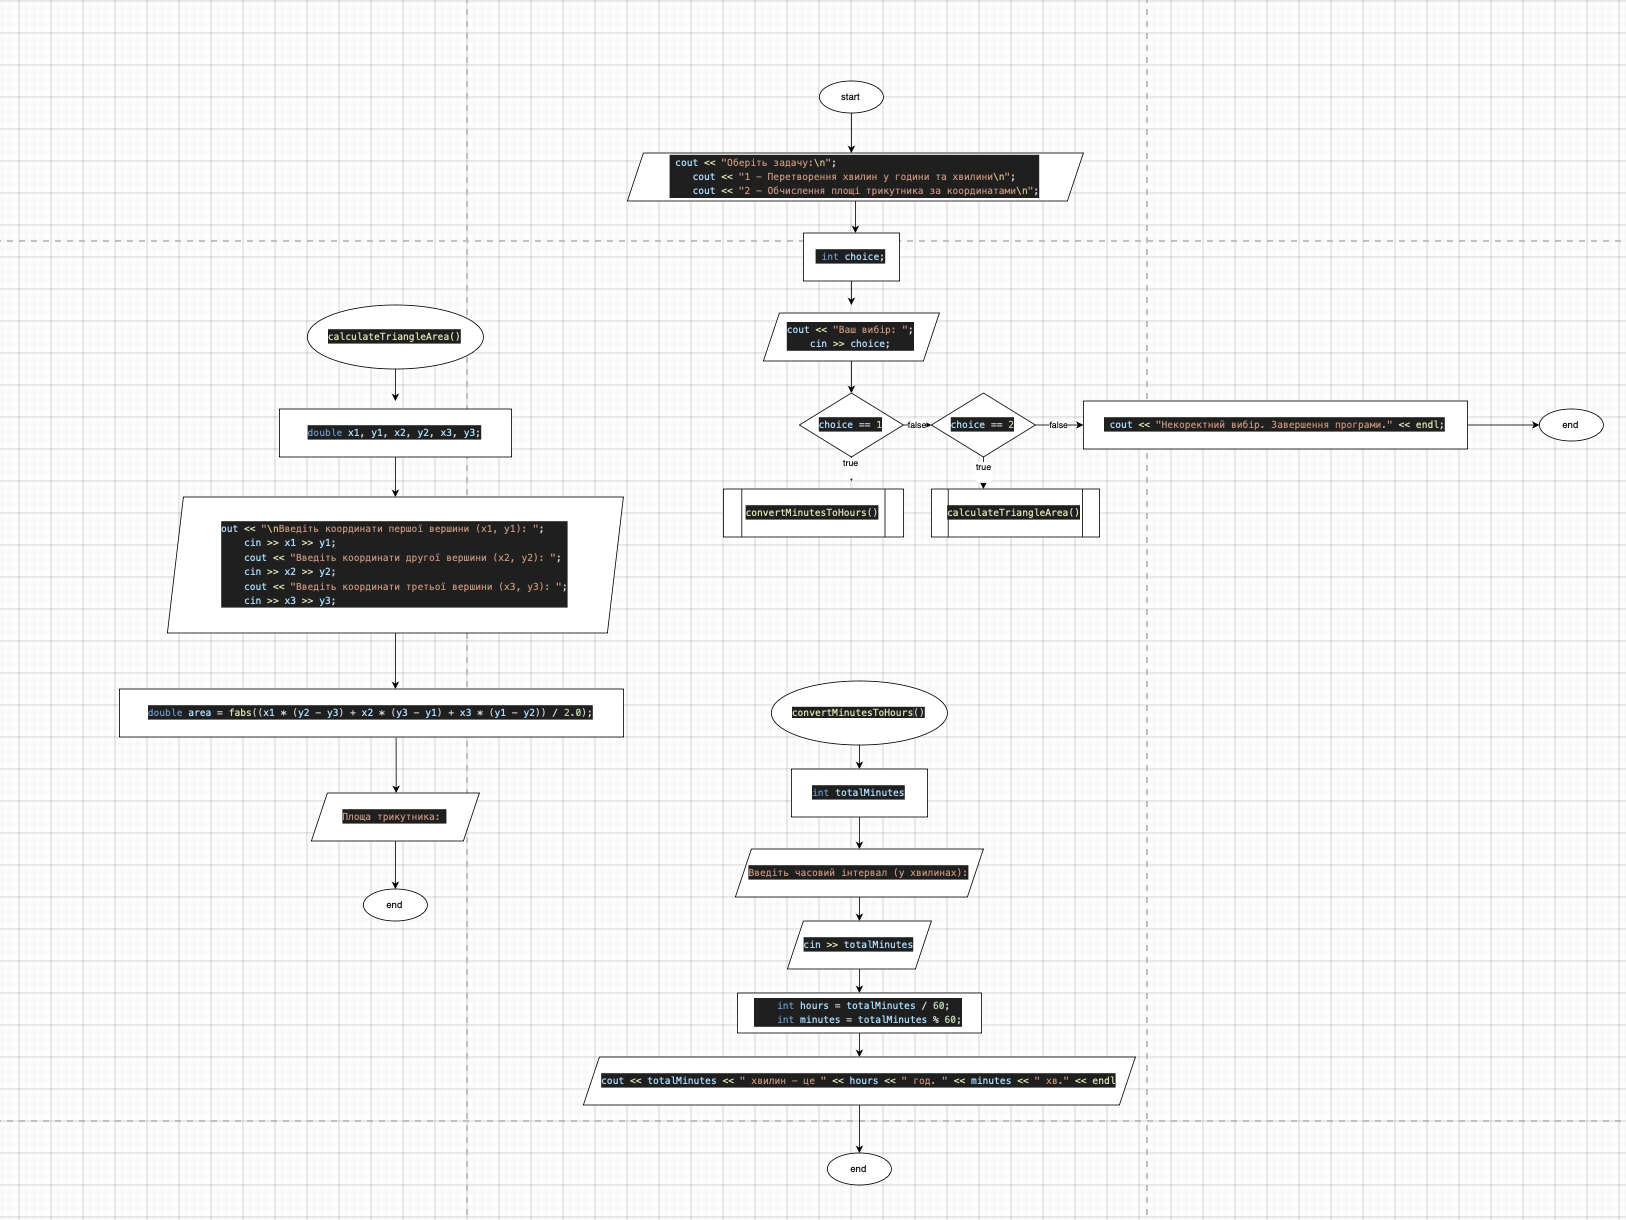 start
cout << "Оберіть задачу:\n";
cout << "1 – Перетворення хвилин у години та хвилини\n";
cout << "2 – Обчислення площі трикутника за координатами\n";
int choice;
cout << "Ваш вибір: ";
cin >> choice;
choice == 1
false
choice == 2
false
cout << "Некоректний вибір. Завершення програми." << endl;
end
true
true
convertMinutesToHours()
calculateTriangleArea()
calculateTriangleArea()
double x1, y1, x2, y2, x3, y3;
out << "\nВведіть координати першої вершини (x1, y1): ";
cin >> x1 >> y1;
cout << "Введіть координати другої вершини (x2, y2): ";
cin >> x2 >> y2;
cout << "Введіть координати третьої вершини (x3, y3): ";
cin >> x3 >> y3;
double area = fabs((x1 * (y2 – y3) + x2 * (y3 – y1) + x3 * (y1 – y2)) / 2.0);
Площа трикутника:
end
convertMinutesToHours()
int totalMinutes
Введіть часовий інтервал (у хвилинах):
cin >> totalMinutes
int hours = totalMinutes / 60;
int minutes = totalMinutes % 60;
cout << totalMinutes << " хвилин – це " << hours << " год. " << minutes << " хв." << endl
end